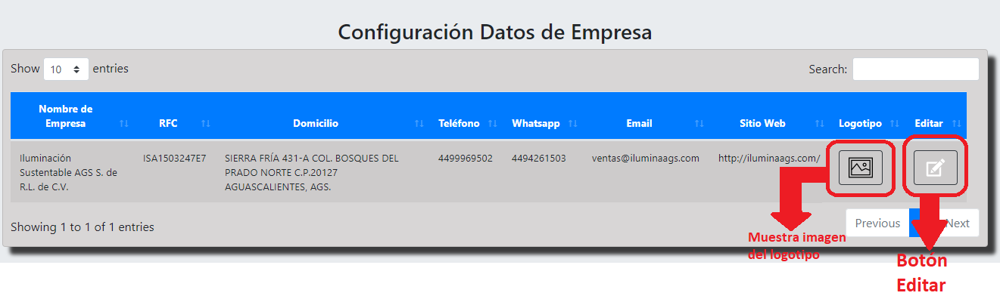 Configuración Datos de Empresa
Show 10 entries
Search:
Nombre de Empresa RFC Domicilio Teléfono Whatsapp Email Sitio Web Logotipo Editar
Iluminación ISA1503247E7 SIERRA FRÍA 431-A COL. BOSQUES DEL 4499969502 4494261503 ventas@iluminaags.com http://iluminaags.com/
Sustentable AGS S. de PRADO NORTE C.P.20127
R.L. de C.V. AGUASCALIENTES, AGS.
Showing 1 to 1 of 1 entries
Previous Next
Muestra imagen
del logotipo
Botón
Editar